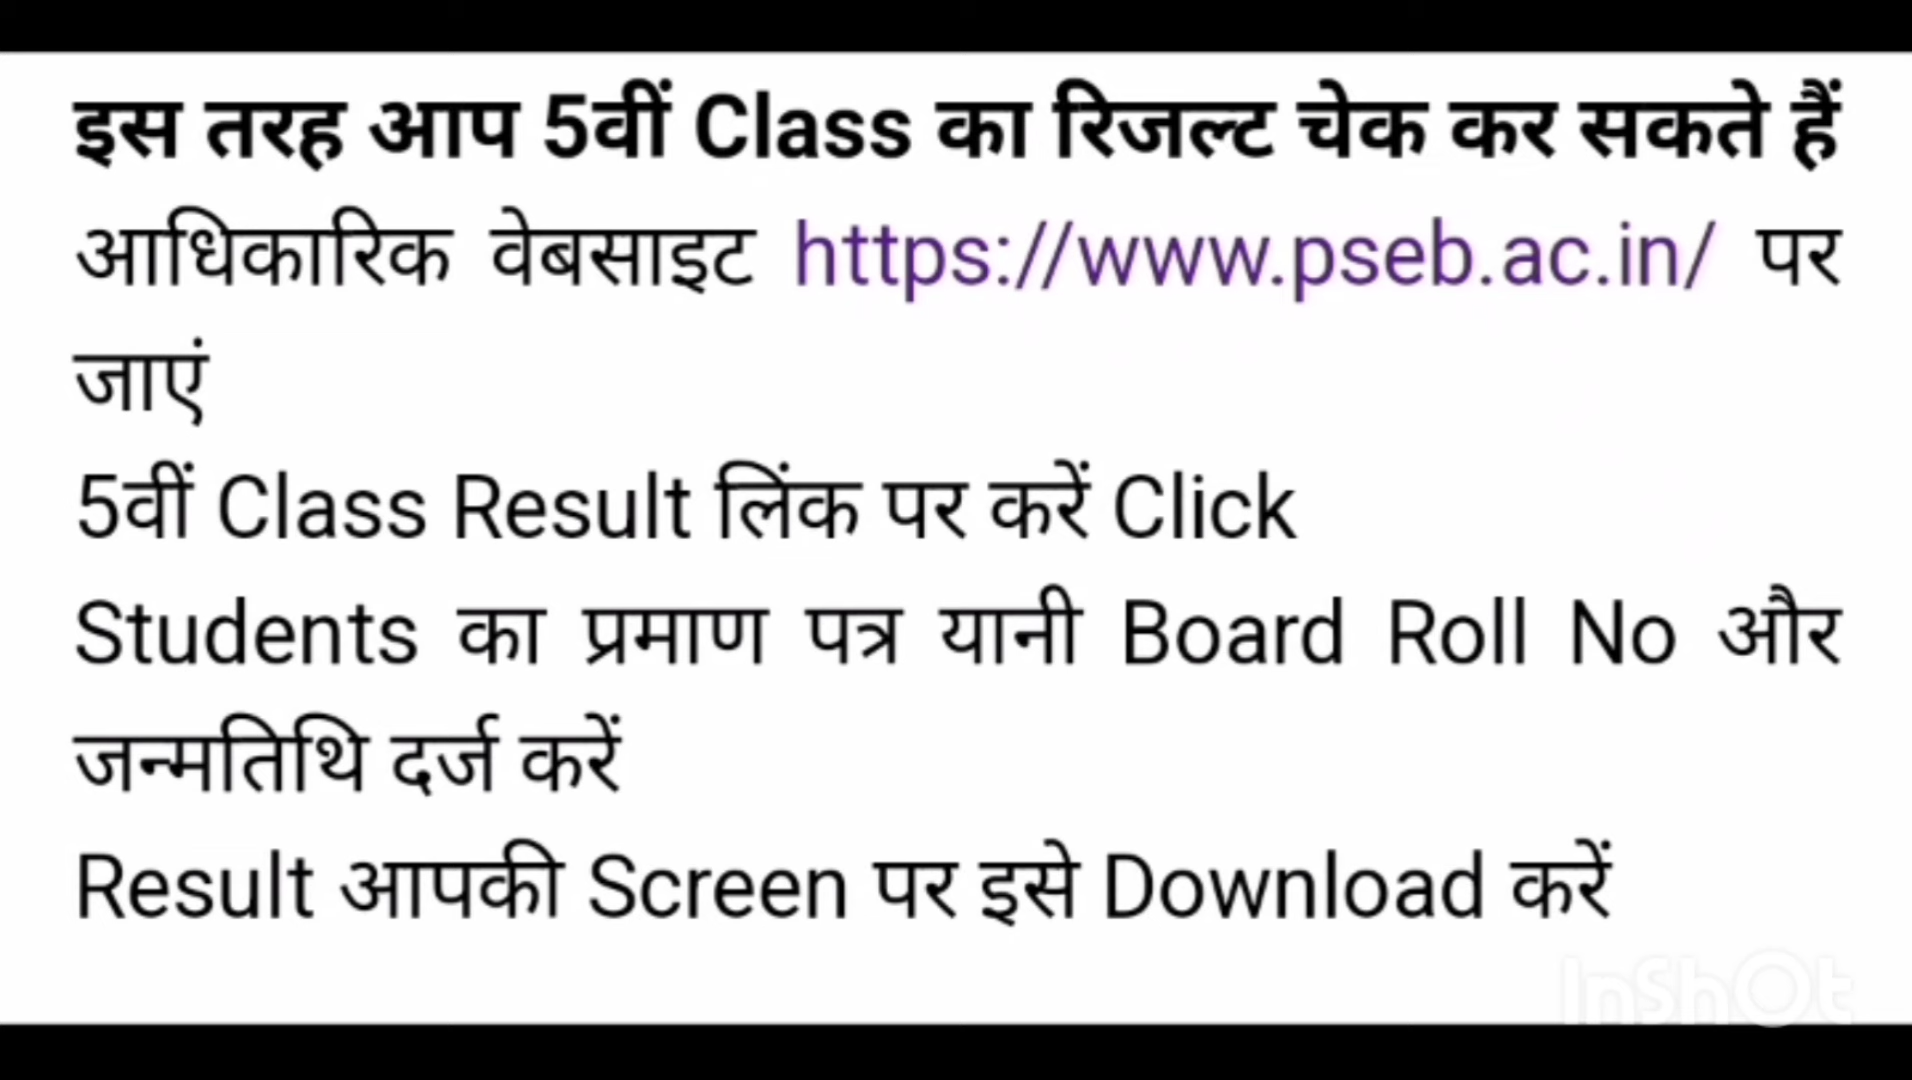 इस तरह आप 5वीं Class का रिजल्ट चेक कर सकते हैं
आधिकारिक वेबसाइट https://www.pseb.ac.in/ पर
जाएं
5वीं Class Result लिंक पर करें Click
Students का प्रमाण पत्र यानी Board Roll No और
जन्मतिथि दर्ज करें
Result आपकी Screen पर इसे Download करें
InShOt